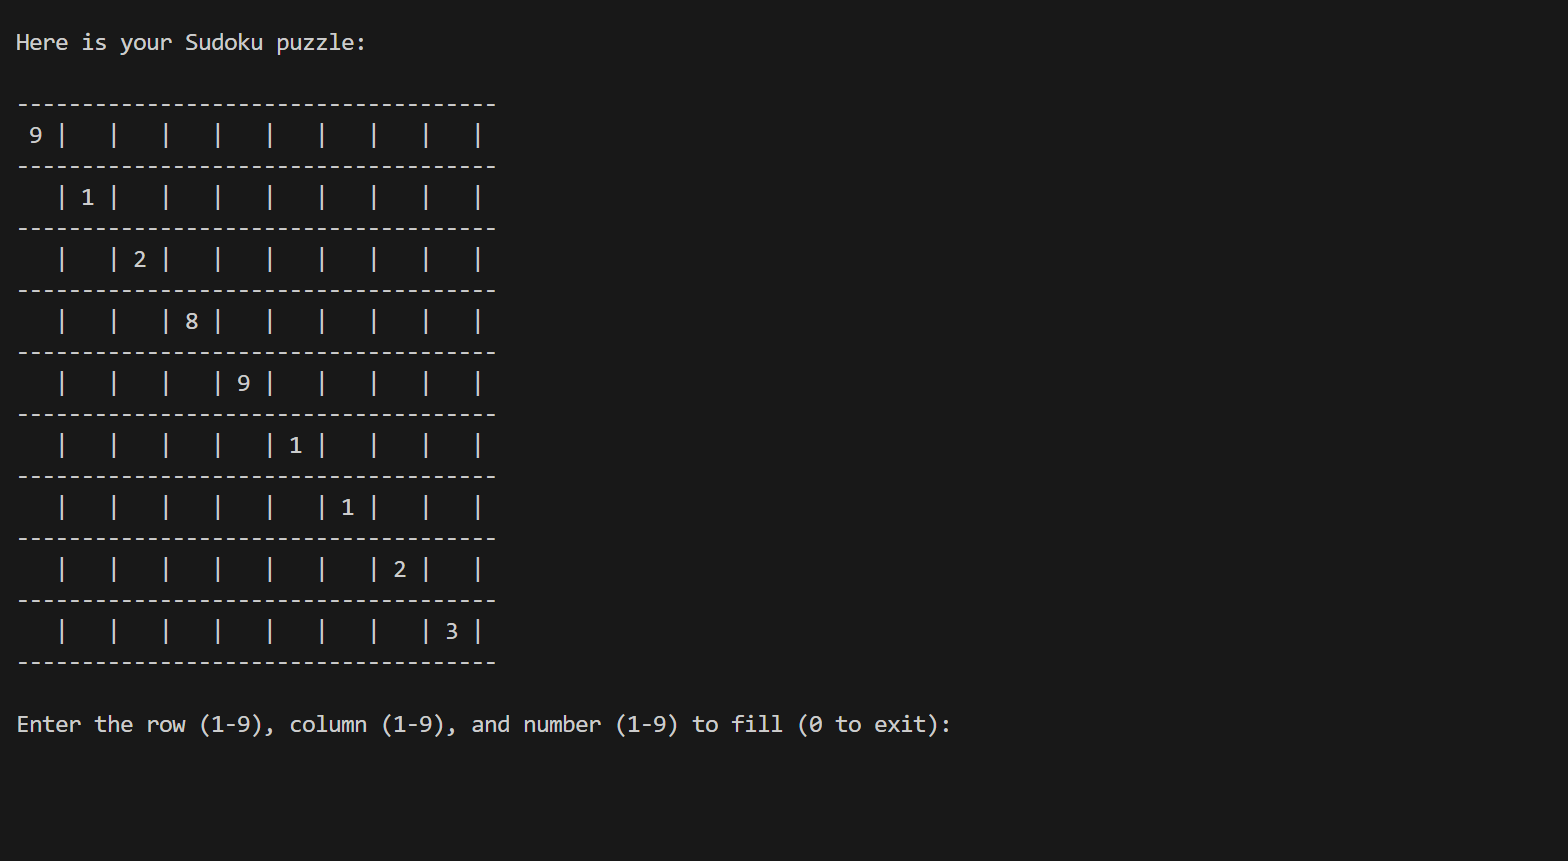 Here is your Sudoku puzzle:
-------------------------------------
 9 |   |   |   |   |   |   |   |   |
-------------------------------------
   | 1 |   |   |   |   |   |   |   |
-------------------------------------
   |   | 2 |   |   |   |   |   |   |
-------------------------------------
   |   |   | 8 |   |   |   |   |   |
-------------------------------------
   |   |   |   | 9 |   |   |   |   |
-------------------------------------
   |   |   |   |   | 1 |   |   |   |
-------------------------------------
   |   |   |   |   |   | 1 |   |   |
-------------------------------------
   |   |   |   |   |   |   | 2 |   |
-------------------------------------
   |   |   |   |   |   |   |   | 3 |
-------------------------------------
Enter the row (1-9), column (1-9), and number (1-9) to fill (0 to exit):